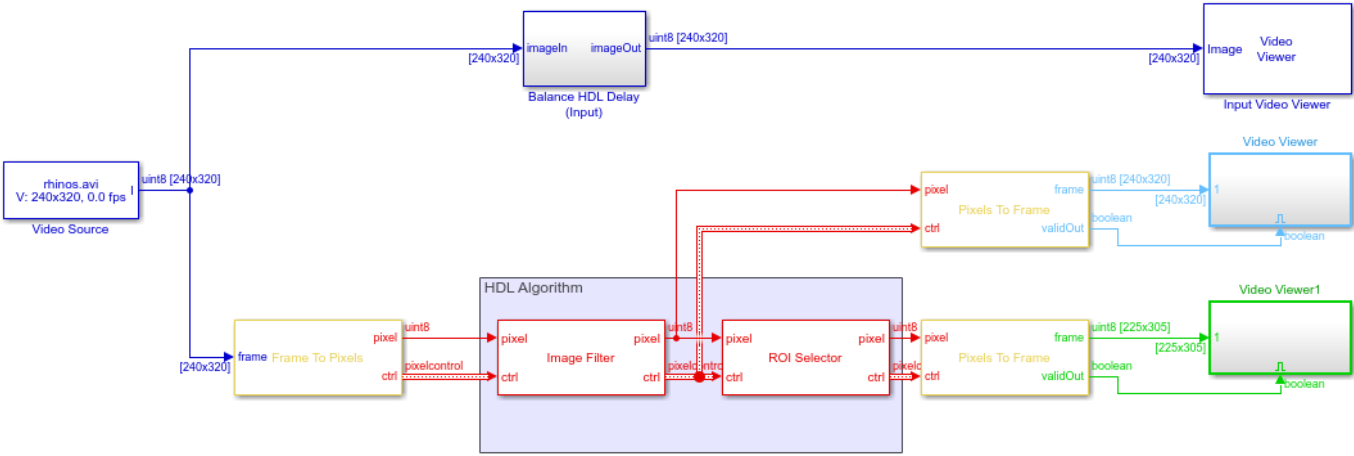 imageIn
imageOut
uint8 [240x320]
[240x320]
Balance HDL Delay
(Input)
[240x320]
Image
Video
Viewer
Input Video Viewer
rhinos.avi
V: 240x320, 0.0 fps
I
uint8 [240x320]
Video Source
Video Viewer
pixel
ctrl
Pixels To Frame
frame
validOut
uint8 [240x320]
[240x320]
boolean
1
boolean
HDL Algorithm
[240x320]
frame
Frame To Pixels
pixel
ctrl
uint8
pixelcontrol
pixel
ctrl
Image Filter
pixel
ctrl
uint8
pixelcontrol
pixel
ctrl
ROI Selector
pixel
ctrl
uint8
pixelc
pixel
ctrl
Pixels To Frame
frame
validOut
uint8 [225x305]
[225x305]
boolean
Video Viewer1
1
boolean